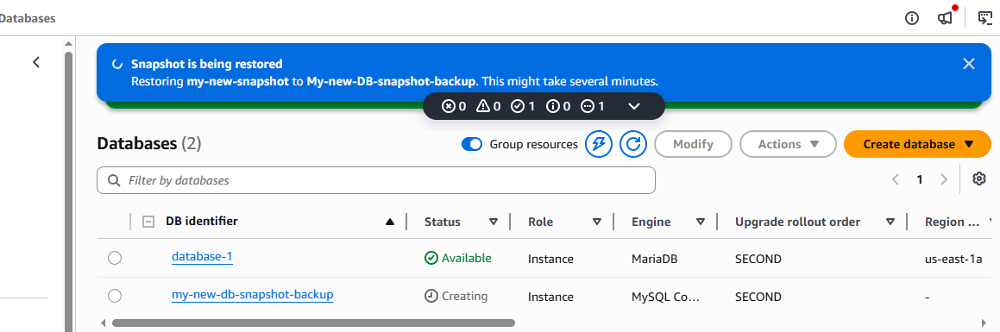 Databases
Snapshot is being restored
Restoring my-new-snapshot to My-new-DB-snapshot-backup. This might take several minutes.
0 0 1 0 1
Databases (2) Group resources Modify Actions Create database
Filter by databases 1
DB identifier Status Role Engine Upgrade rollout order Region ...
database-1 Available Instance MariaDB SECOND us-east-1a
my-new-db-snapshot-backup Creating Instance MySQL Co... SECOND -